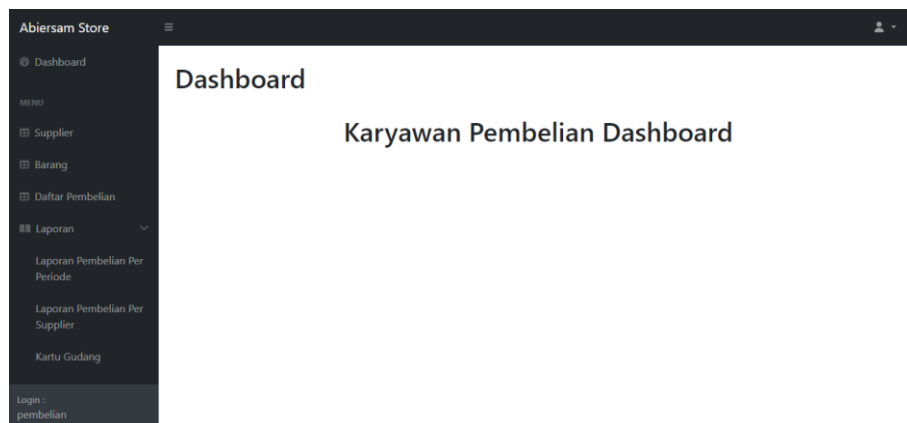 Abiersam Store
Dashboard
MENU
Supplier
Barang
Daftar Pembelian
Laporan
Laporan Pembelian Per
Periode
Laporan Pembelian Per
Supplier
Kartu Gudang
Login :
pembelian
Dashboard
Karyawan Pembelian Dashboard